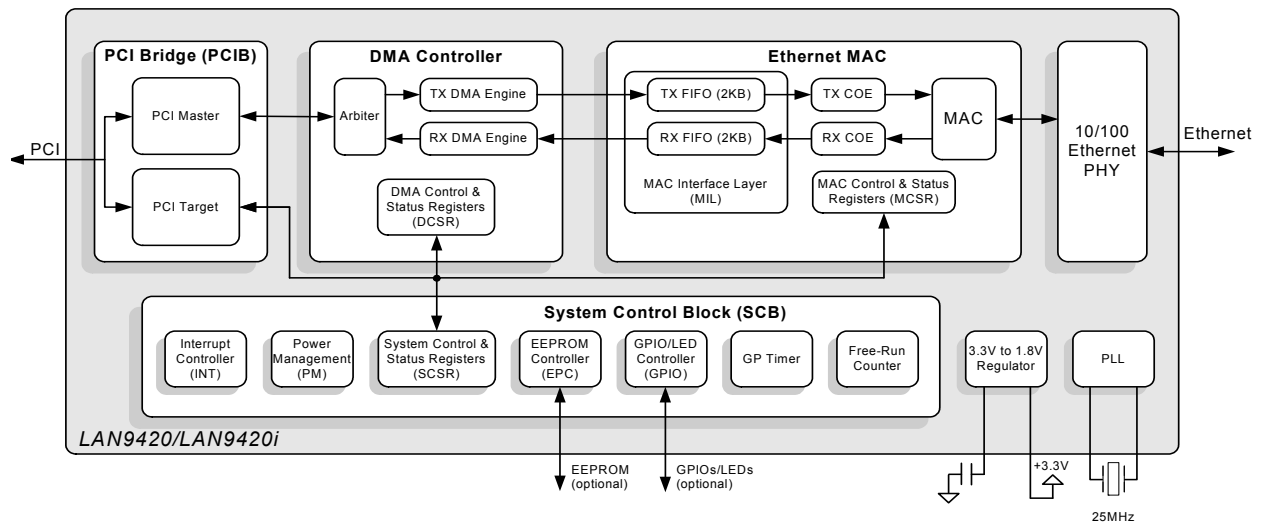 PCI Bridge (PCIB)
PCI Master
PCI Target
PCI
DMA Controller
Arbiter
TX DMA Engine
RX DMA Engine
DMA Control &
Status Registers
(DCSR)
Ethernet MAC
TX FIFO (2KB)
RX FIFO (2KB)
MAC Interface Layer
(MIL)
TX COE
RX COE
MAC
MAC Control & Status
Registers (MCSR)
10/100
Ethernet
PHY
Ethernet
System Control Block (SCB)
Interrupt
Controller
(INT)
Power
Management
(PM)
System Control &
Status Registers
(SCSR)
EEPROM
Controller
(EPC)
GPIO/LED
Controller
(GPIO)
GP Timer
Free-Run
Counter
3.3V to 1.8V
Regulator
PLL
LAN9420/LAN9420i
EEPROM
(optional)
GPIOs/LEDs
(optional)
+3.3V
25MHz